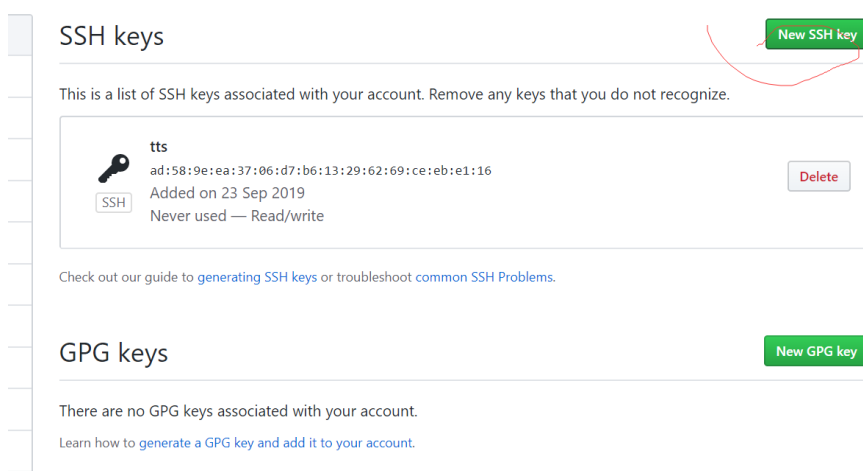 SSH keys
New SSH key
This is a list of SSH keys associated with your account. Remove any keys that you do not recognize.
tts
ad:58:9e:ea:37:06:d7:b6:13:29:62:69:ce:eb:e1:16
Added on 23 Sep 2019
Never used — Read/write
SSH
Delete
Check out our guide to generating SSH keys or troubleshoot common SSH Problems.
GPG keys
New GPG key
There are no GPG keys associated with your account.
Learn how to generate a GPG key and add it to your account.